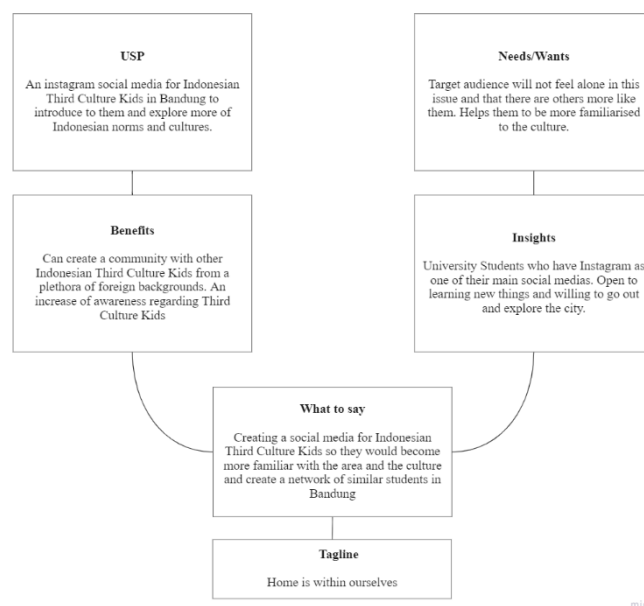 USP
An instagram social media for Indonesian
Third Culture Kids in Bandung to
introduce to them and explore more of
Indonesian norms and cultures.
Needs/Wants
Target audience will not feel alone in this
issue and that there are others more like
them. Helps them to be more familiarised
to the culture.
Benefits
Can create a community with other
Indonesian Third Culture Kids from a
plethora of foreign backgrounds. An
increase of awareness regarding Third
Culture Kids
Insights
University Students who have Instagram as
one of their main social medias. Open to
learning new things and willing to go out
and explore the city.
What to say
Creating a social media for Indonesian
Third Culture Kids so they would become
more familiar with the area and the culture
and create a network of similar students in
Bandung
Tagline
Home is within ourselves